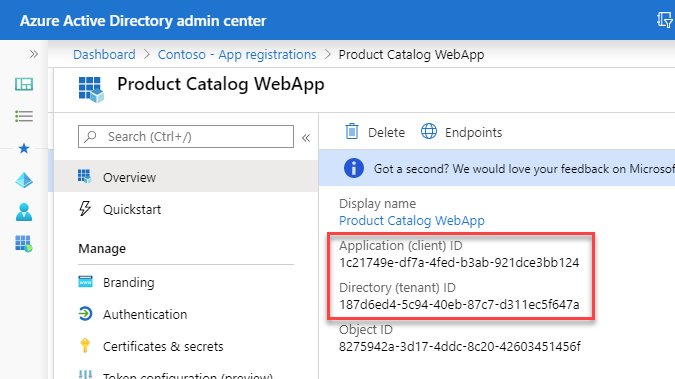 Azure Active Directory admin center
Dashboard > Contoso - App registrations > Product Catalog WebApp
Product Catalog WebApp
Search (Ctrl+/)
Overview
Quickstart
Manage
Branding
Authentication
Certificates & secrets
Token configuration (preview)
Delete
Endpoints
Got a second? We would love your feedback on Microsof
Display name
Product Catalog WebApp
Application (client) ID
1c21749e-df7a-4fed-b3ab-921dce3bb124
Directory (tenant) ID
187d6ed4-5c94-40eb-87c7-d311ec5f647a
Object ID
8275942a-3d17-4ddc-8c20-42603451456f